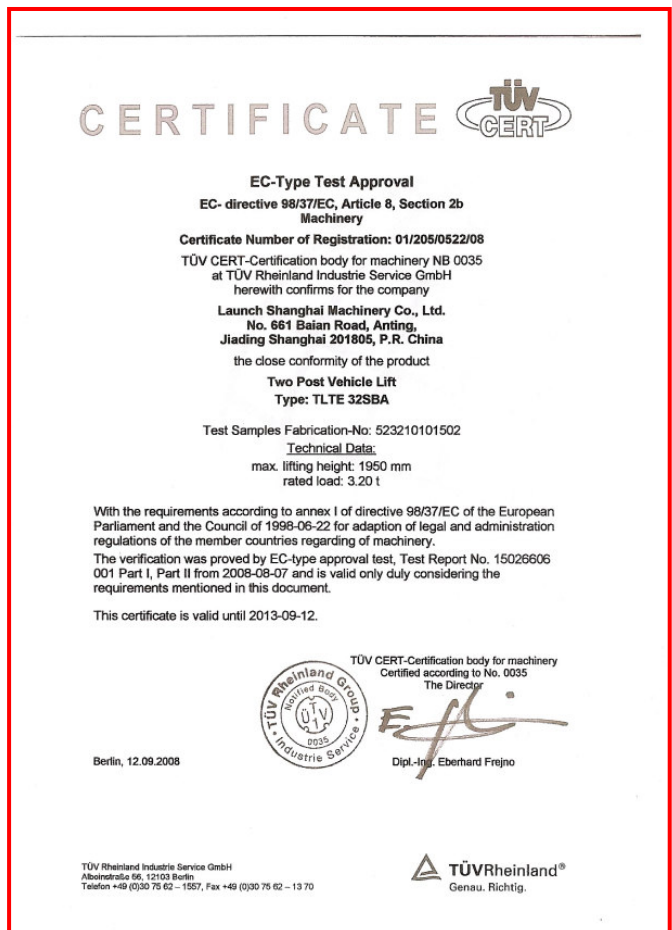 CERTIFICATE
TÜV
CERT
EC-Type Test Approval
EC- directive 98/37/EC, Article 8, Section 2b
Machinery
Certificate Number of Registration: 01/205/0522/08
TÜV CERT-Certification body for machinery NB 0035
at TÜV Rheinland Industrie Service GmbH
herewith confirms for the company
Launch Shanghai Machinery Co., Ltd.
No. 661 Baian Road, Anting,
Jiading Shanghai 201805, P.R. China
the close conformity of the product
Two Post Vehicle Lift
Type: TLTE 32SBA
Test Samples Fabrication-No: 523210101502
Technical Data:
max. lifting height: 1950 mm
rated load: 3.20 t
With the requirements according to annex I of directive 98/37/EC of the European
Parliament and the Council of 1998-06-22 for adaption of legal and administration
regulations of the member countries regarding of machinery.
The verification was proved by EC-type approval test, Test Report No. 15026606
001 Part I, Part II from 2008-08-07 and is valid only duly considering the
requirements mentioned in this document.
This certificate is valid until 2013-09-12.
TÜV CERT-Certification body for machinery
Certified according to No. 0035
The Director
TÜV Rheinland Group
Notified Body
TÜV
0035
Industrie Service
Berlin, 12.09.2008
Dipl.-Ing. Eberhard Frejno
TÜV Rheinland Industrie Service GmbH
Alboinstraße 56, 12103 Berlin
Telefon +49 (0)30 75 62 – 1557, Fax +49 (0)30 75 62 – 13 70
TÜVRheinland®
Genau. Richtig.